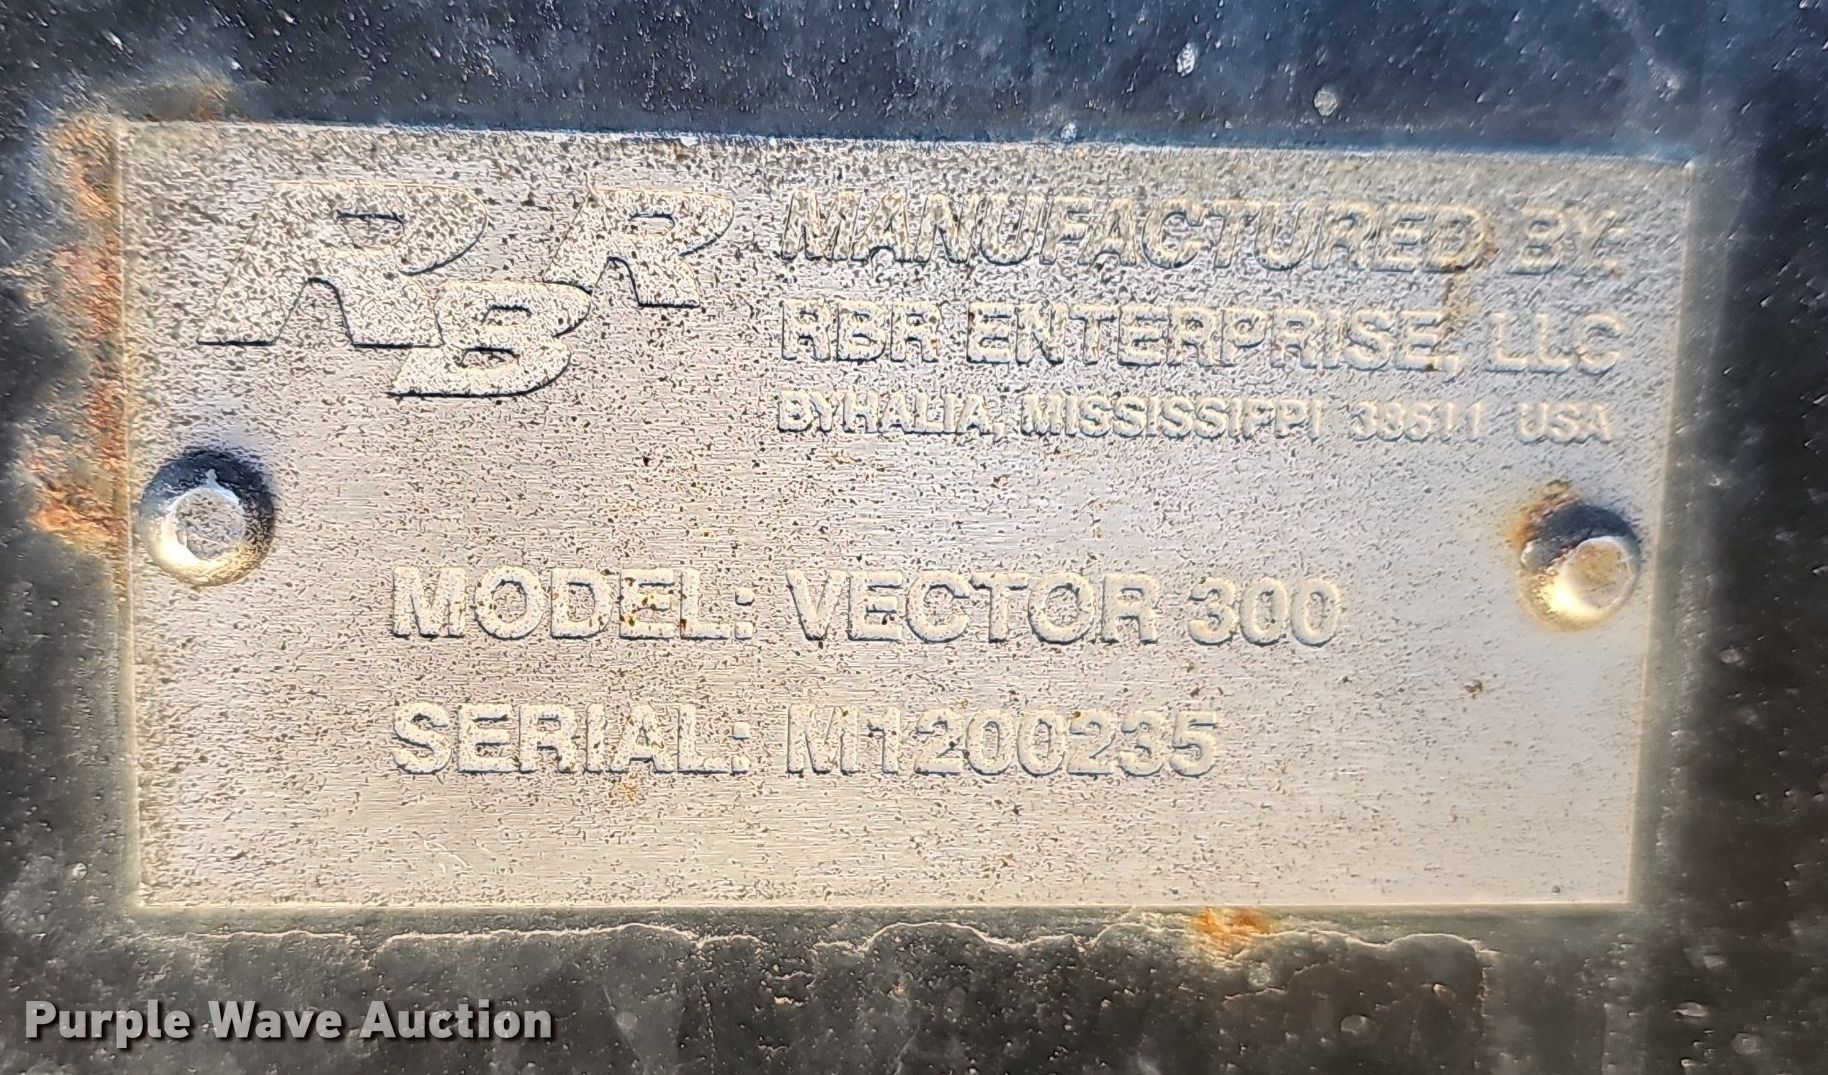 RBR
MANUFACTURED BY:
RBR ENTERPRISE, LLC
BYHALIA, MISSISSIPPI 38611 USA
MODEL: VECTOR 300
SERIAL: M1200235
Purple Wave Auction